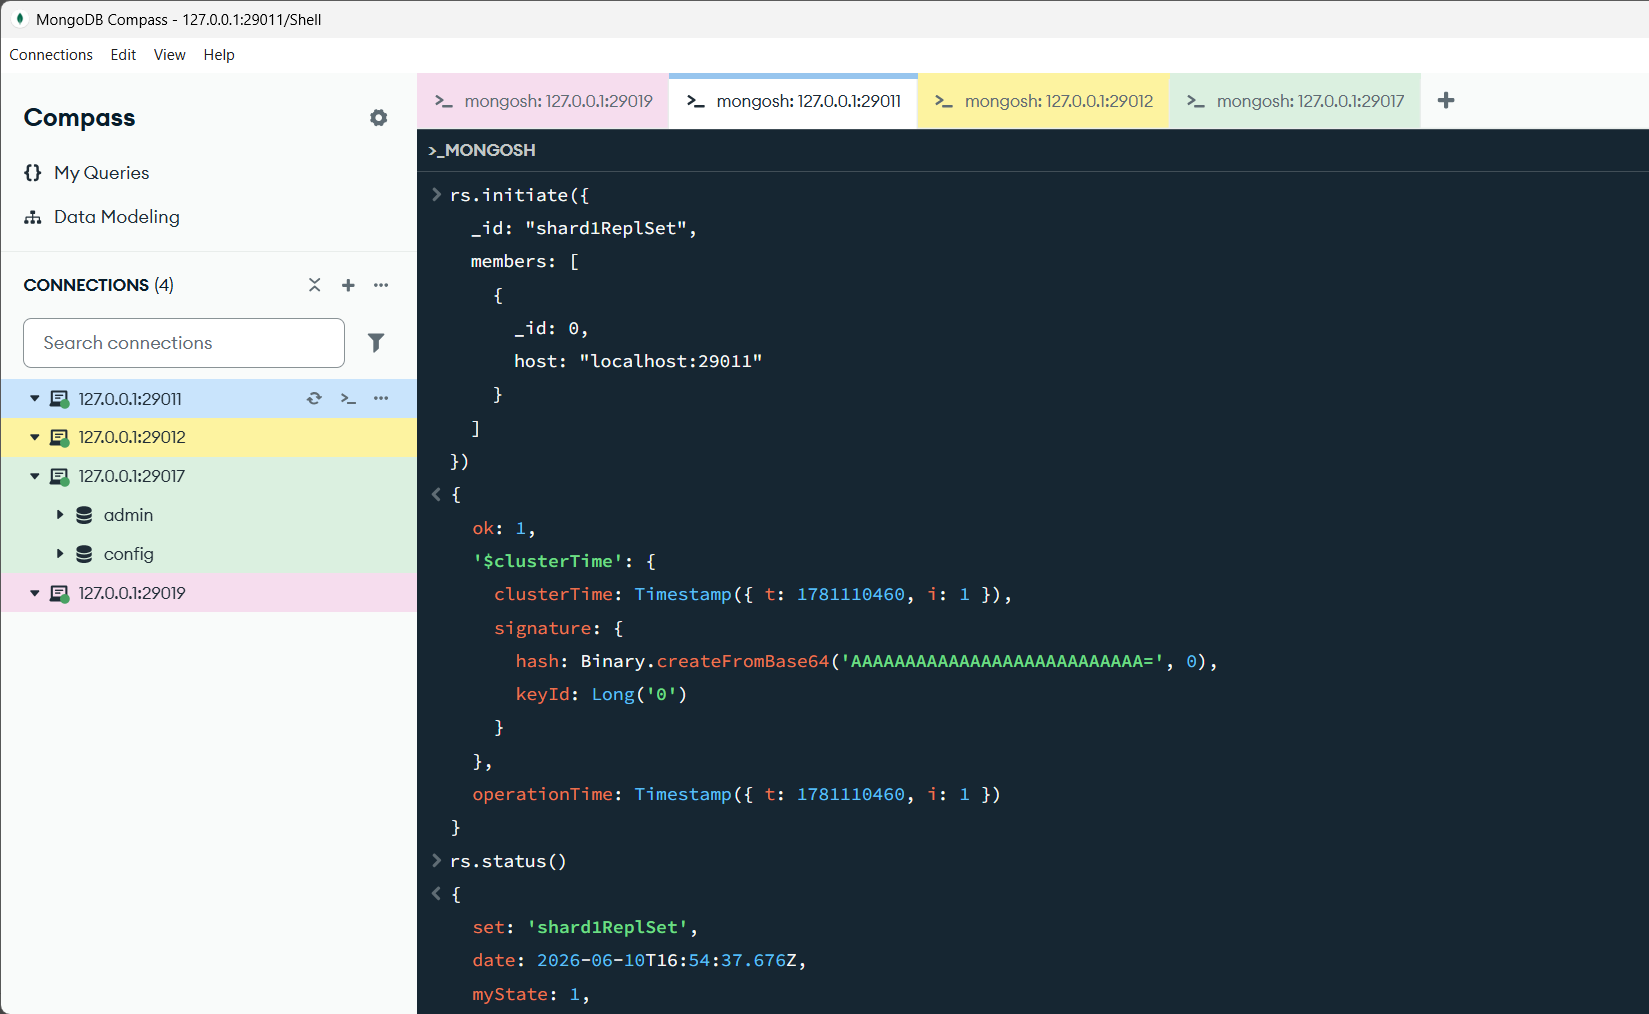 MongoDB Compass - 127.0.0.1:29011/Shell
Connections Edit View Help
Compass
My Queries
Data Modeling
CONNECTIONS (4)
Search connections
127.0.0.1:29011
127.0.0.1:29012
127.0.0.1:29017
admin
config
127.0.0.1:29019
mongosh: 127.0.0.1:29019
mongosh: 127.0.0.1:29011
mongosh: 127.0.0.1:29012
mongosh: 127.0.0.1:29017
>_MONGOSH
rs.initiate({
_id: "shard1ReplSet",
members: [
{
_id: 0,
host: "localhost:29011"
}
]
})
{
ok: 1,
'$clusterTime': {
clusterTime: Timestamp({ t: 1781110460, i: 1 }),
signature: {
hash: Binary.createFromBase64('AAAAAAAAAAAAAAAAAAAAAAAAAAA=', 0),
keyId: Long('0')
}
},
operationTime: Timestamp({ t: 1781110460, i: 1 })
}
rs.status()
{
set: 'shard1ReplSet',
date: 2026-06-10T16:54:37.676Z,
myState: 1,